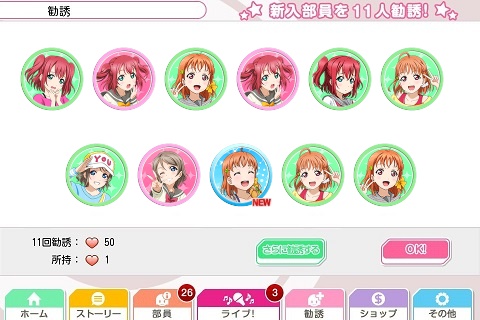 勧誘
新入部員を11人勧誘!
YOU
NEW
11回勧誘: 50
所持: 1
さらに勧誘する
OK!
26
3
ホーム
ストーリー
部員
ライブ!
勧誘
ショップ
その他